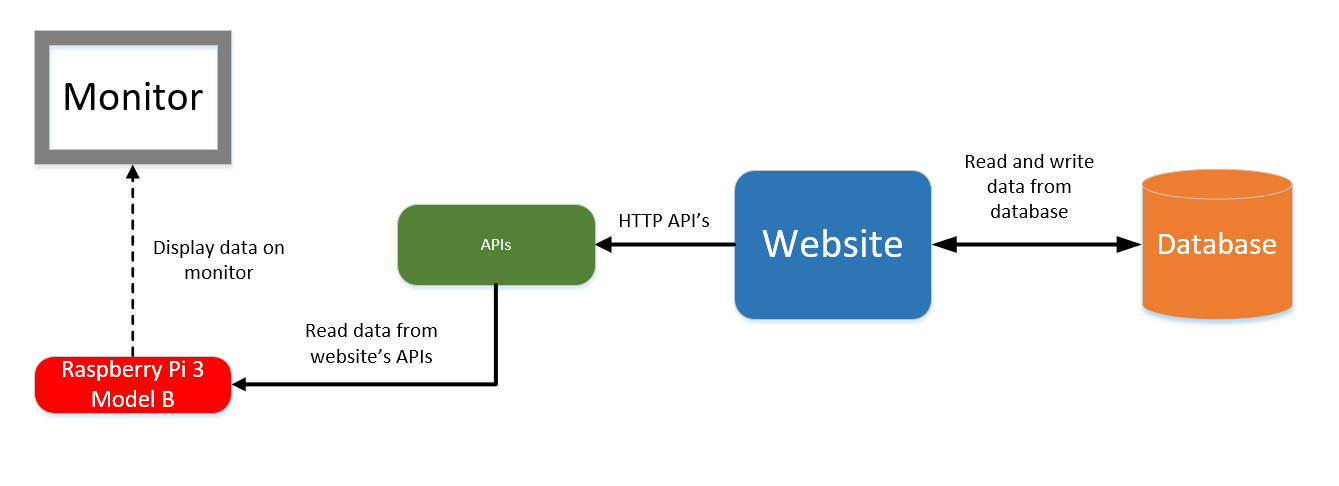 Monitor
Display data on
monitor
Raspberry Pi 3
Model B
Read data from
website’s APIs
APIs
HTTP API’s
Website
Read and write
data from
database
Database